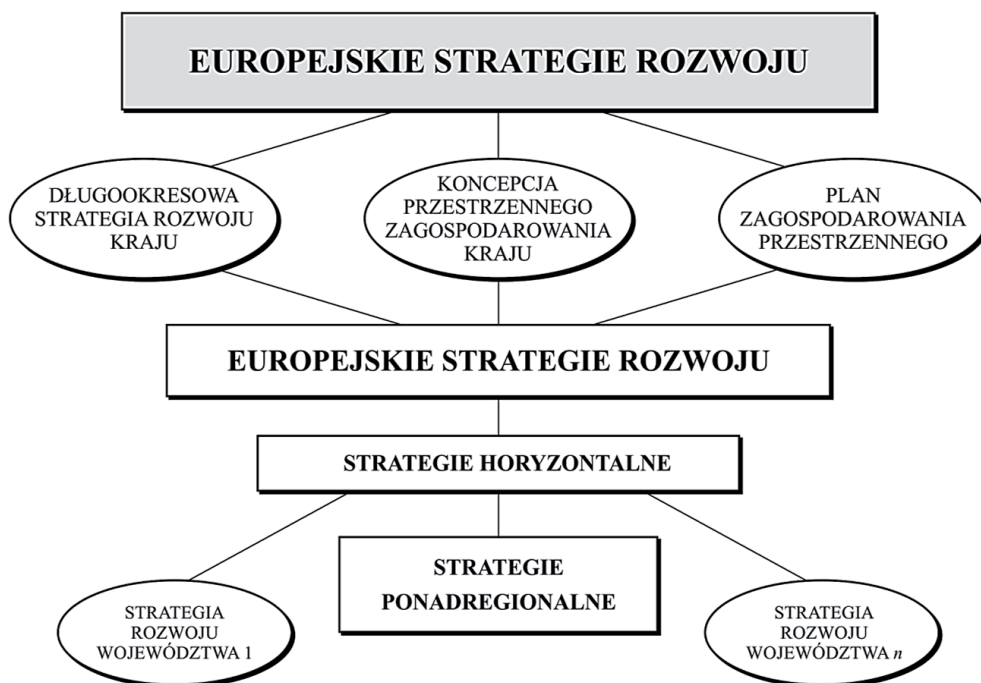 EUROPEJSKIE STRATEGIE ROZWOJU
DŁUGOOKRESOWA
STRATEGIA ROZWOJU
KRAJU
KONCEPCJA
PRZESTRZENNEGO
ZAGOSPODAROWANIA
KRAJU
PLAN
ZAGOSPODAROWANIA
PRZESTRZENNEGO
EUROPEJSKIE STRATEGIE ROZWOJU
STRATEGIE HORYZONTALNE
STRATEGIE
PONADREGIONALNE
STRATEGIA
ROZWOJU
WOJEWÓDZTWA 1
STRATEGIA
ROZWOJU
WOJEWÓDZTWA n